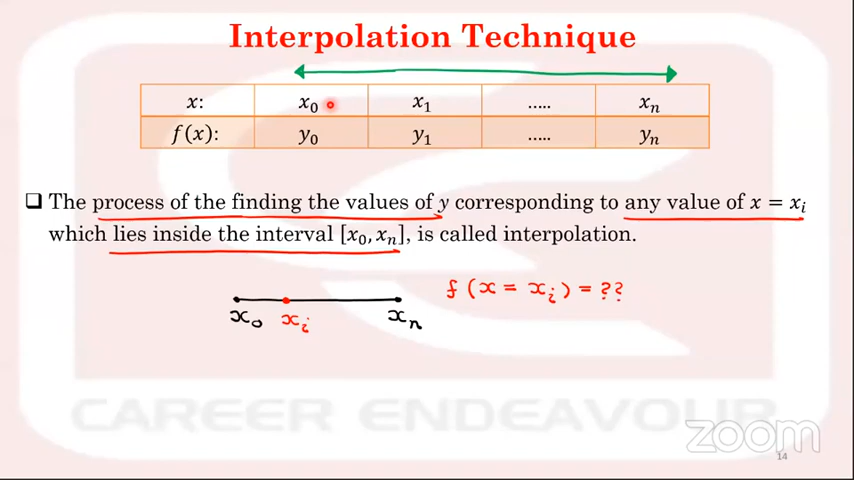 Interpolation Technique
x: x₀ x₁ ..... xₙ
f(x): y₀ y₁ ..... yₙ
❑ The process of the finding the values of y corresponding to any value of x = xᵢ
which lies inside the interval [x₀, xₙ], is called interpolation.
f (x = xᵢ) = ??
x₀ xᵢ xₙ
CAREER ENDEAVOUR
zoom
14